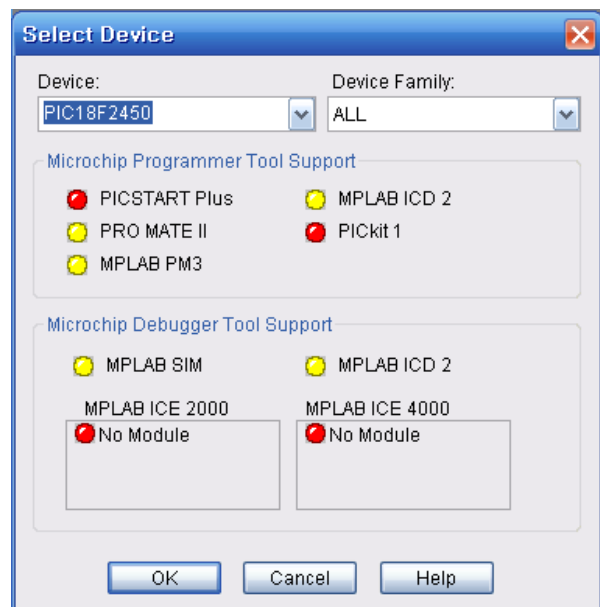 Select Device
Device: Device Family:
PIC18F2450 ALL
Microchip Programmer Tool Support
PICSTART Plus MPLAB ICD 2
PRO MATE II PICkit 1
MPLAB PM3
Microchip Debugger Tool Support
MPLAB SIM MPLAB ICD 2
MPLAB ICE 2000 MPLAB ICE 4000
No Module No Module
OK Cancel Help